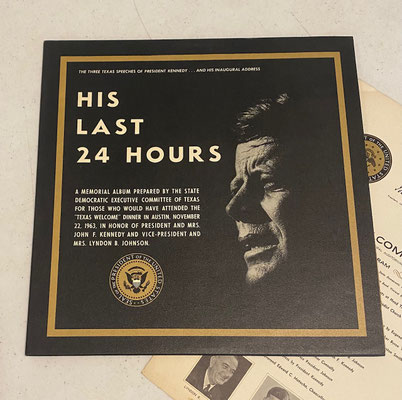 THE THREE TEXAS SPEECHES OF PRESIDENT KENNEDY . . . AND HIS INAUGURAL ADDRESS
HIS
LAST
24 HOURS
A MEMORIAL ALBUM PREPARED BY THE STATE
DEMOCRATIC EXECUTIVE COMMITTEE OF TEXAS
FOR THOSE WHO WOULD HAVE ATTENDED THE
"TEXAS WELCOME" DINNER IN AUSTIN, NOVEMBER
22, 1963, IN HONOR OF PRESIDENT AND MRS.
JOHN F. KENNEDY AND VICE-PRESIDENT AND
MRS. LYNDON B. JOHNSON.
SEAL OF THE PRESIDENT OF THE UNITED STATES
COM